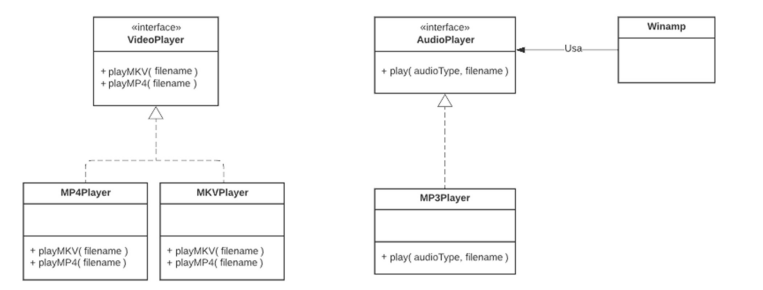 «interface»
VideoPlayer
+ playMKV( filename )
+ playMP4( filename )
«interface»
AudioPlayer
+ play( audioType, filename )
Usa
Winamp
MP4Player
+ playMKV( filename )
+ playMP4( filename )
MKVPlayer
+ playMKV( filename )
+ playMP4( filename )
MP3Player
+ play( audioType, filename )